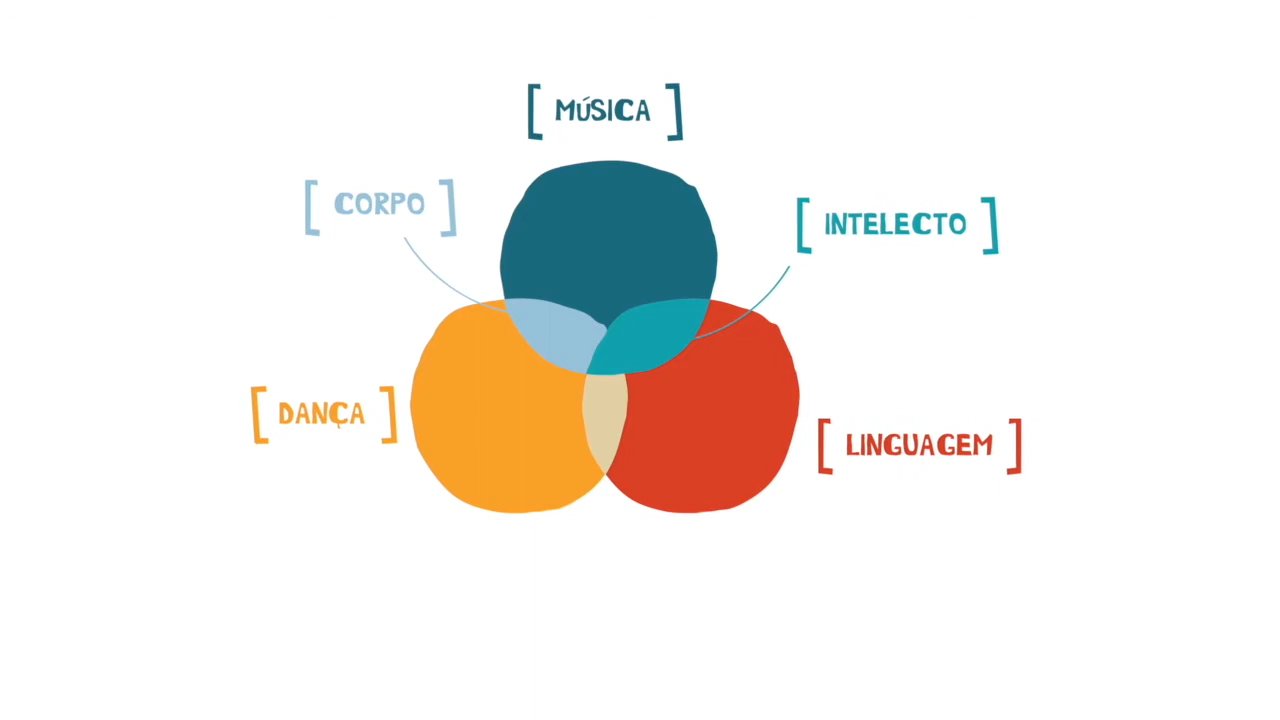 [ MÚSICA ]
[ CORPO ]
[ INTELECTO ]
[ DANÇA ]
[ LINGUAGEM ]